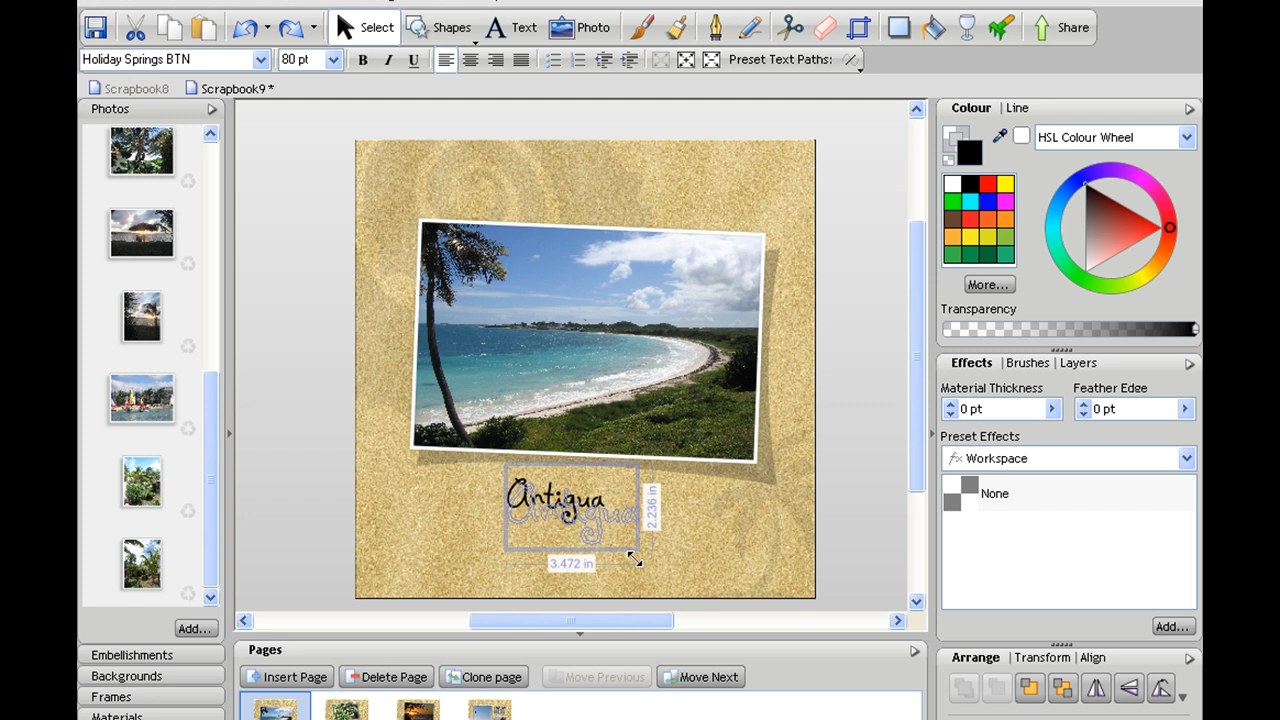 Select Shapes Text Photo Share
Holiday Springs BTN 80 pt B I U Preset Text Paths:
Scrapbook8 Scrapbook9 *
Photos
Add...
Embellishments
Backgrounds
Frames
Materials
Antigua
2.236 in
3.472 in
Pages
Insert Page Delete Page Clone page Move Previous Move Next
Colour Line
HSL Colour Wheel
More...
Transparency
Effects Brushes Layers
Material Thickness Feather Edge
0 pt 0 pt
Preset Effects
fx Workspace
None
Add...
Arrange Transform Align